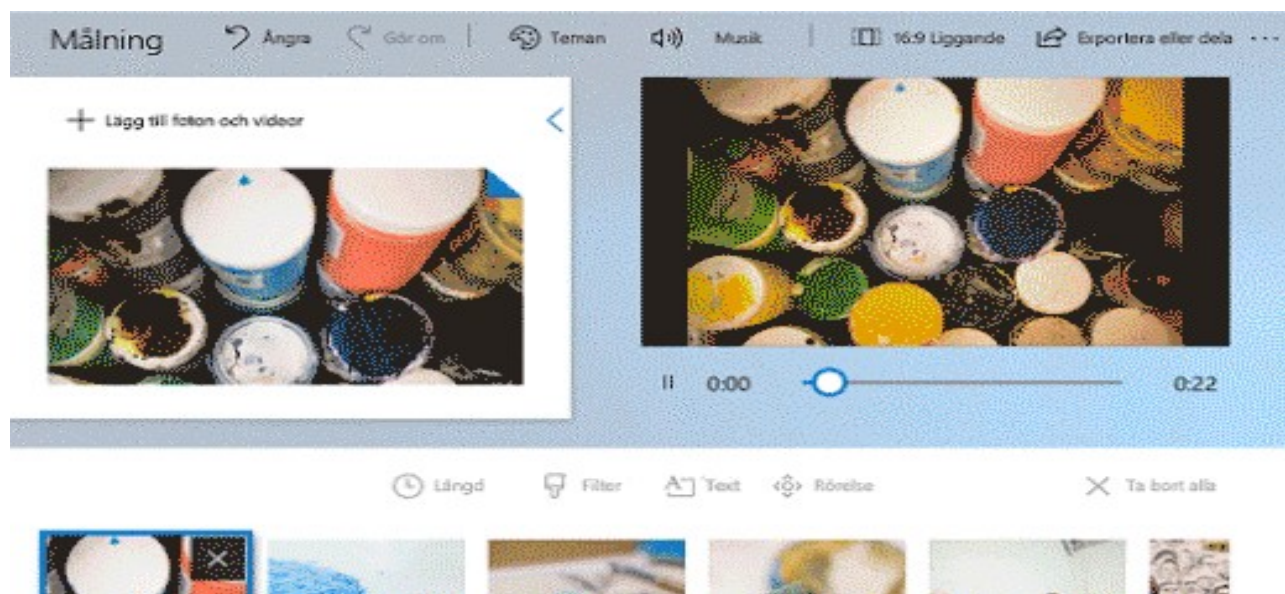 Målning Ångra Gör om Teman Musik 16:9 Liggande Exportera eller dela
Lägg till foton och videor
0:00 0:22
Längd Filter Text Rörelse Ta bort alla